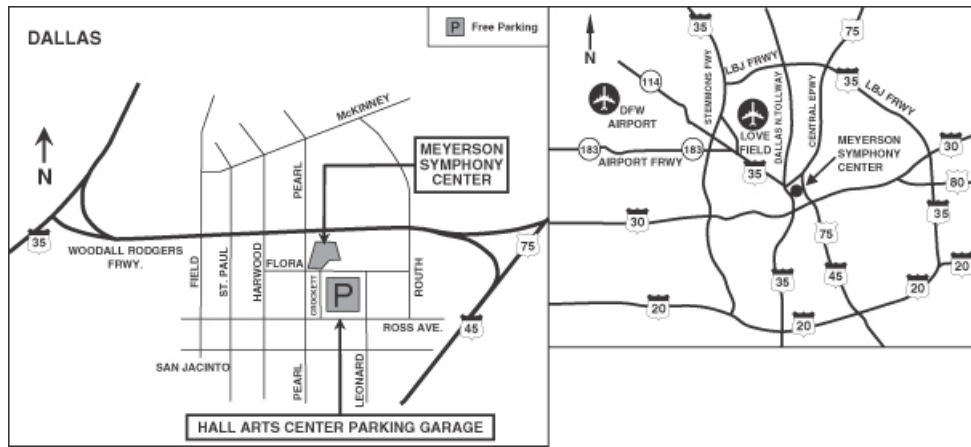 DALLAS
P Free Parking
N
McKINNEY
PEARL
MEYERSON
SYMPHONY
CENTER
35
WOODALL RODGERS
FRWY.
FIELD
ST. PAUL
HARWOOD
FLORA
CROCKETT
P
ROUTH
75
45
ROSS AVE.
SAN JACINTO
PEARL
LEONARD
HALL ARTS CENTER PARKING GARAGE
N
35
75
STEMMONS FWY
LBJ FRWY
DALLAS N.TOLLWAY
CENTRAL EPWY
35
LBJ FRWY
114
DFW
AIRPORT
LOVE
FIELD
MEYERSON
SYMPHONY
CENTER
183
183
AIRPORT FRWY
35
30
80
30
35
75
35
45
20
20
20
20